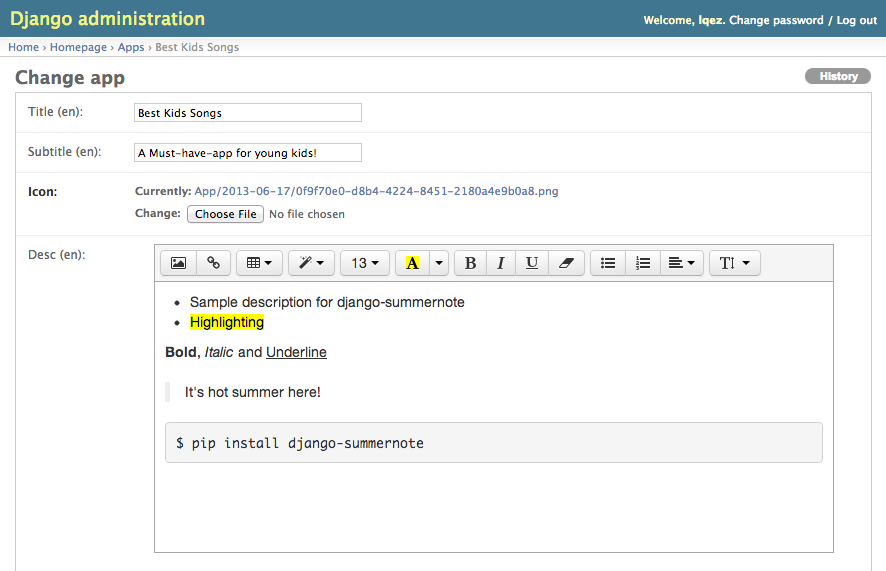 Django administration
Welcome, lqez. Change password / Log out
Home › Homepage › Apps › Best Kids Songs
Change app
History
Title (en): Best Kids Songs
Subtitle (en): A Must-have-app for young kids!
Icon: Currently: App/2013-06-17/0f9f70e0-d8b4-4224-8451-2180a4e9b0a8.png
Change: Choose File No file chosen
Desc (en):
13 A B I U T
• Sample description for django-summernote
• Highlighting
Bold, Italic and Underline
It's hot summer here!
$ pip install django-summernote